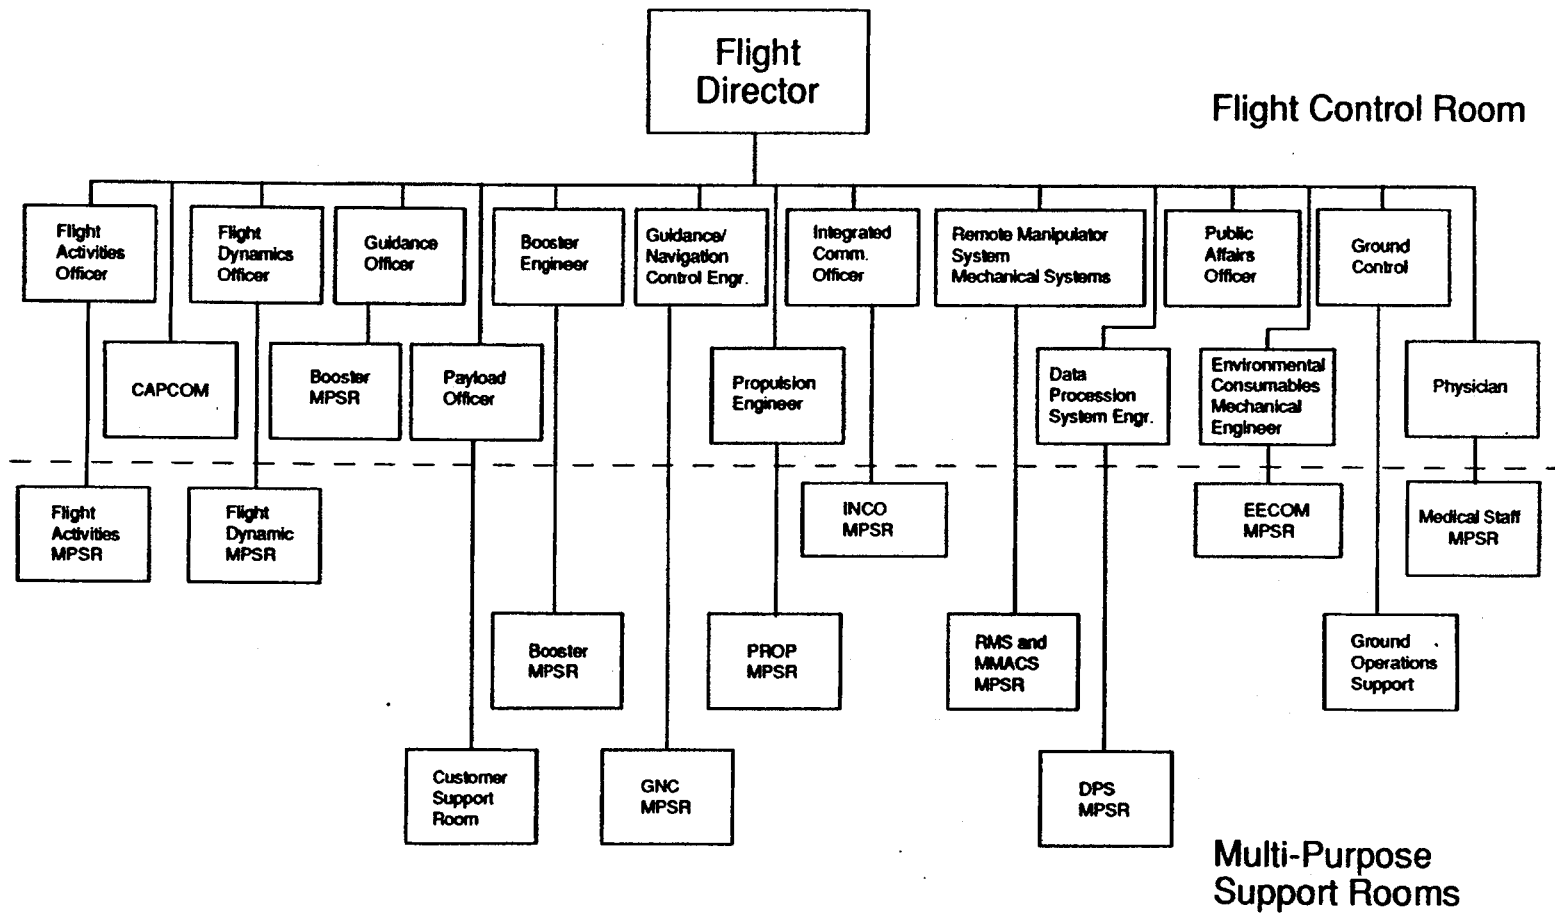 Flight
Director
Flight Control Room
Flight
Activities
Officer
Flight
Dynamics
Officer
Guidance
Officer
Booster
Engineer
Guidance/
Navigation
Control Engr.
Integrated
Comm.
Officer
Remote Manipulator
System
Mechanical Systems
Public
Affairs
Officer
Ground
Control
CAPCOM
Booster
MPSR
Payload
Officer
Propulsion
Engineer
Data
Procession
System Engr.
Environmental
Consumables
Mechanical
Engineer
Physician
Flight
Activities
MPSR
Flight
Dynamic
MPSR
INCO
MPSR
EECOM
MPSR
Medical Staff
MPSR
Booster
MPSR
PROP
MPSR
RMS and
MMACS
MPSR
Ground
Operations
Support
Customer
Support
Room
GNC
MPSR
DPS
MPSR
Multi-Purpose
Support Rooms